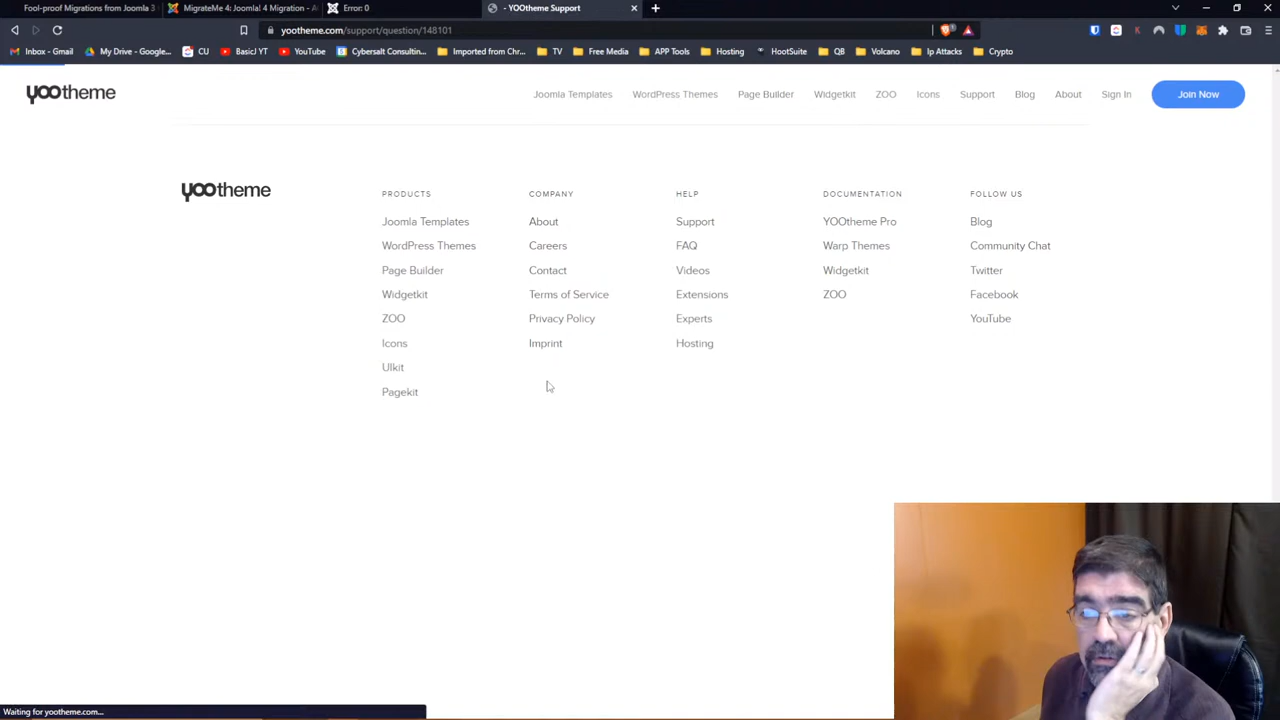 Fool-proof Migrations from Joomla 3
MigrateMe 4: Joomla! 4 Migration - A
Error: 0
- YOOtheme Support
yootheme.com/support/question/148101
Inbox - Gmail
My Drive - Google...
CU
BasicJ YT
YouTube
Cybersalt Consultin...
Imported from Chr...
TV
Free Media
APP Tools
Hosting
HootSuite
QB
Volcano
Ip Attacks
Crypto
yootheme
Joomla Templates
WordPress Themes
Page Builder
Widgetkit
ZOO
Icons
Support
Blog
About
Sign In
Join Now
yootheme
PRODUCTS
Joomla Templates
WordPress Themes
Page Builder
Widgetkit
ZOO
Icons
UIkit
Pagekit
COMPANY
About
Careers
Contact
Terms of Service
Privacy Policy
Imprint
HELP
Support
FAQ
Videos
Extensions
Experts
Hosting
DOCUMENTATION
YOOtheme Pro
Warp Themes
Widgetkit
ZOO
FOLLOW US
Blog
Community Chat
Twitter
Facebook
YouTube
Waiting for yootheme.com...